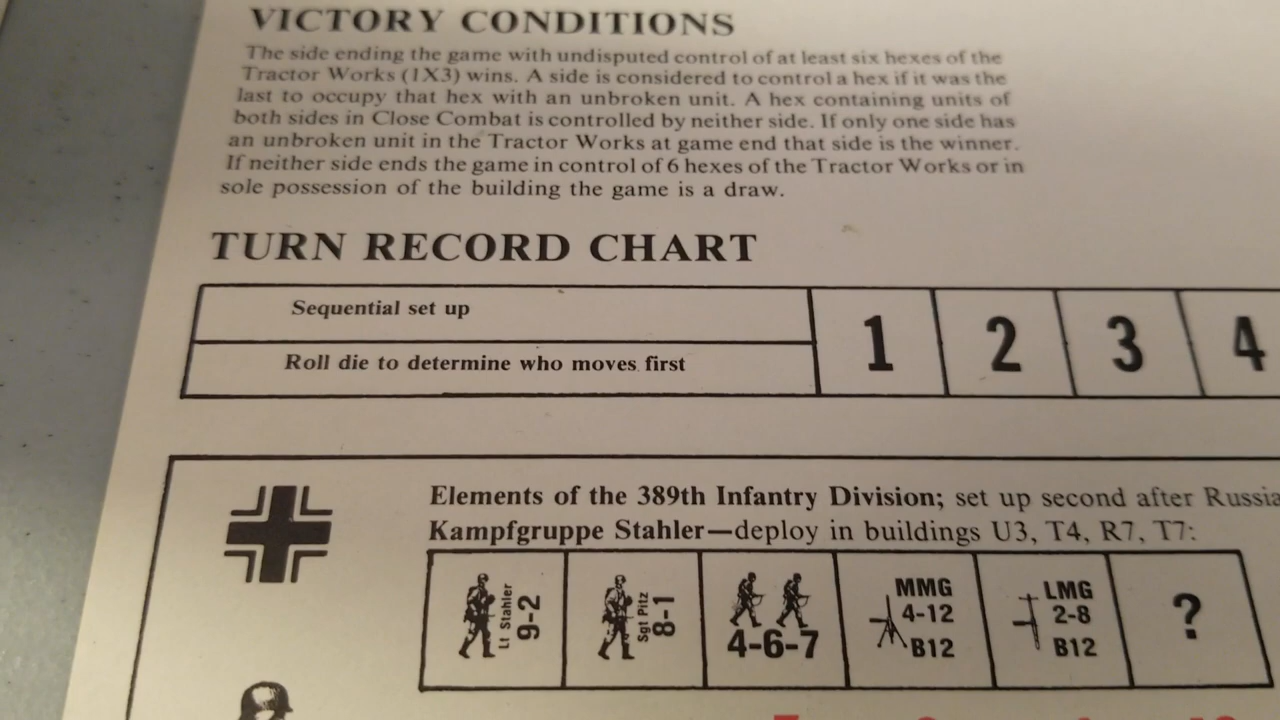 VICTORY CONDITIONS
The side ending the game with undisputed control of at least six hexes of the
Tractor Works (1X3) wins. A side is considered to control a hex if it was the
last to occupy that hex with an unbroken unit. A hex containing units of
both sides in Close Combat is controlled by neither side. If only one side has
an unbroken unit in the Tractor Works at game end that side is the winner.
If neither side ends the game in control of 6 hexes of the Tractor Works or in
sole possession of the building the game is a draw.
TURN RECORD CHART
Sequential set up
Roll die to determine who moves first
1 2 3 4
Elements of the 389th Infantry Division; set up second after Russia
Kampfgruppe Stahler—deploy in buildings U3, T4, R7, T7:
Lt Stahler
9-2
Sgt Pitz
8-1
4-6-7
MMG
4-12
B12
LMG
2-8
B12
?